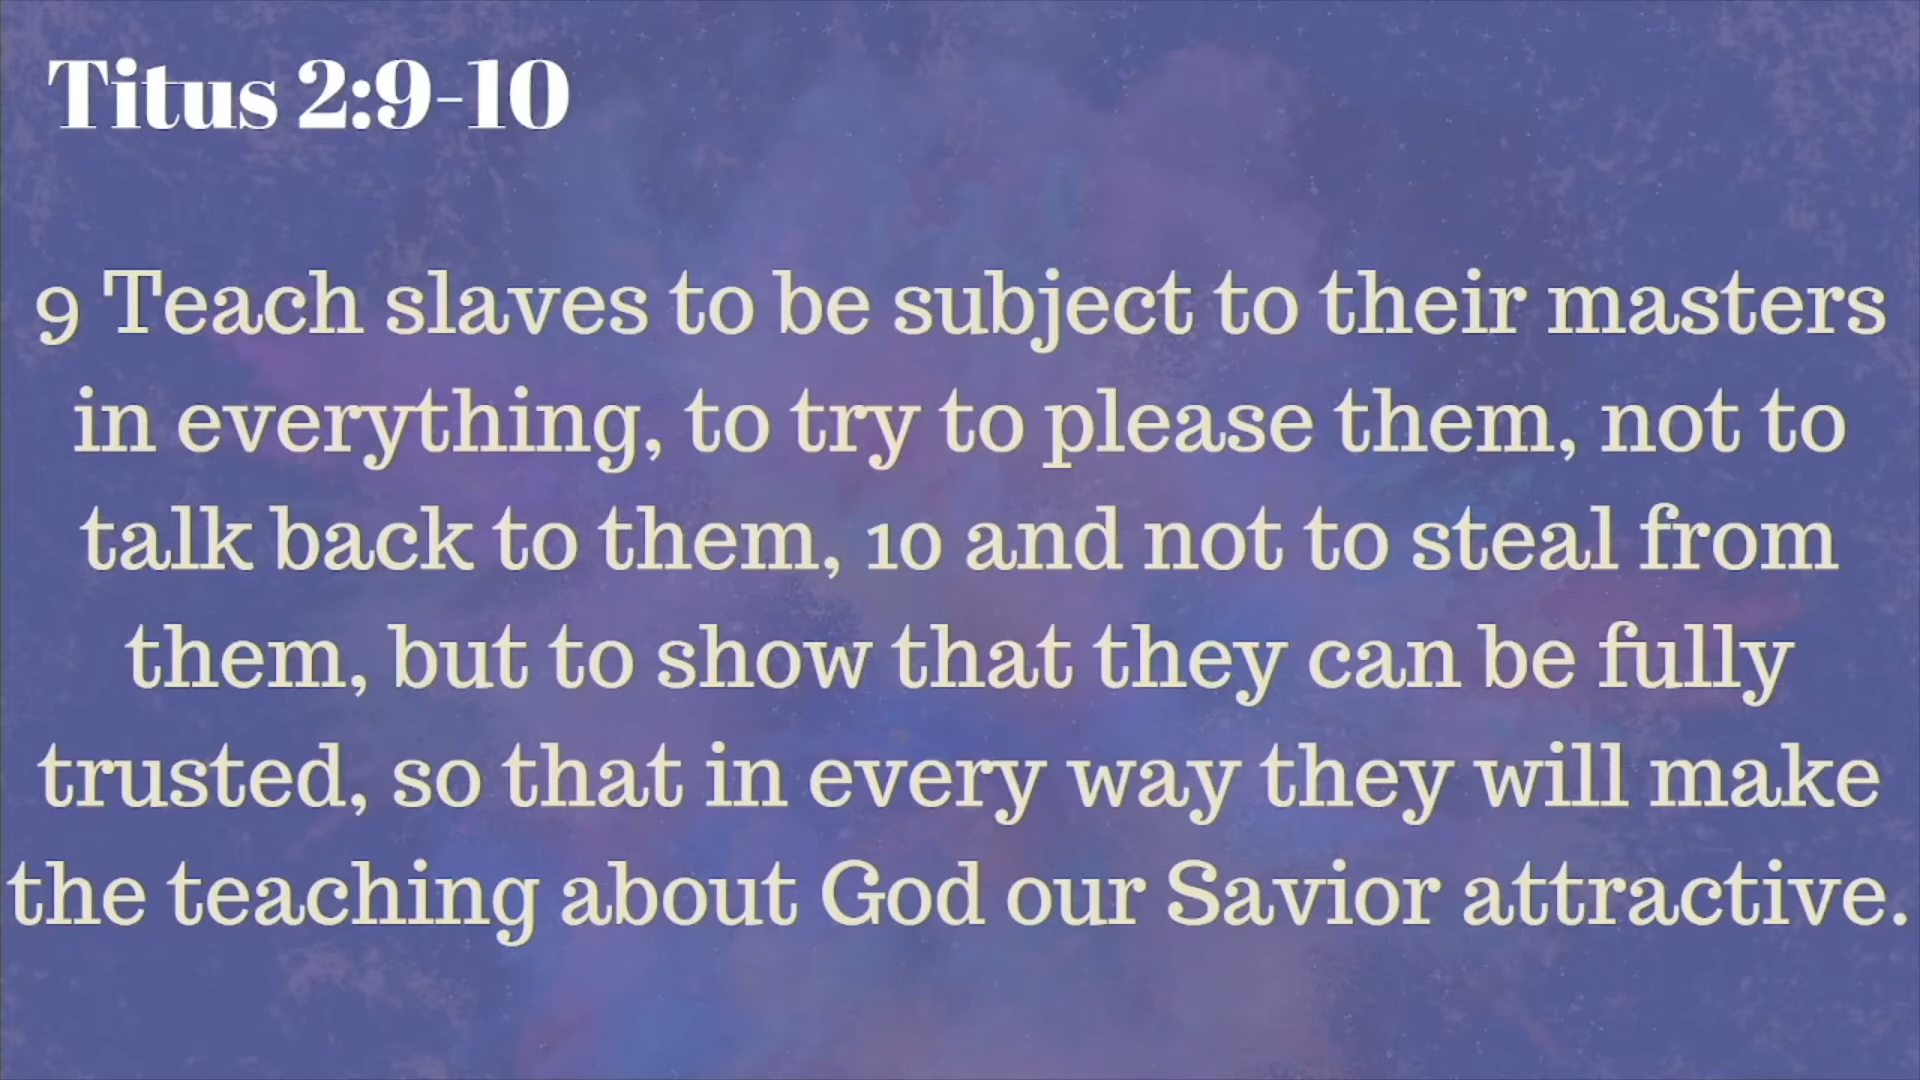 Titus 2:9-10
9 Teach slaves to be subject to their masters
in everything, to try to please them, not to
talk back to them, 10 and not to steal from
them, but to show that they can be fully
trusted, so that in every way they will make
the teaching about God our Savior attractive.